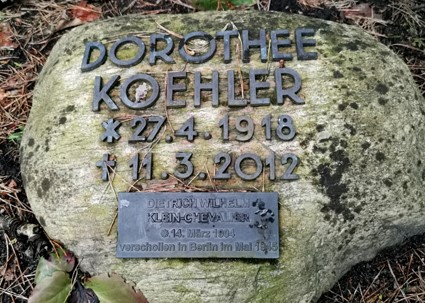 DOROTHEE
KOEHLER
* 27.4.1918
† 11.3.2012
DIETRICH WILHELM
KLEIN-CHEVALIER
14. März 1904
verschollen in Berlin im Mai 1945